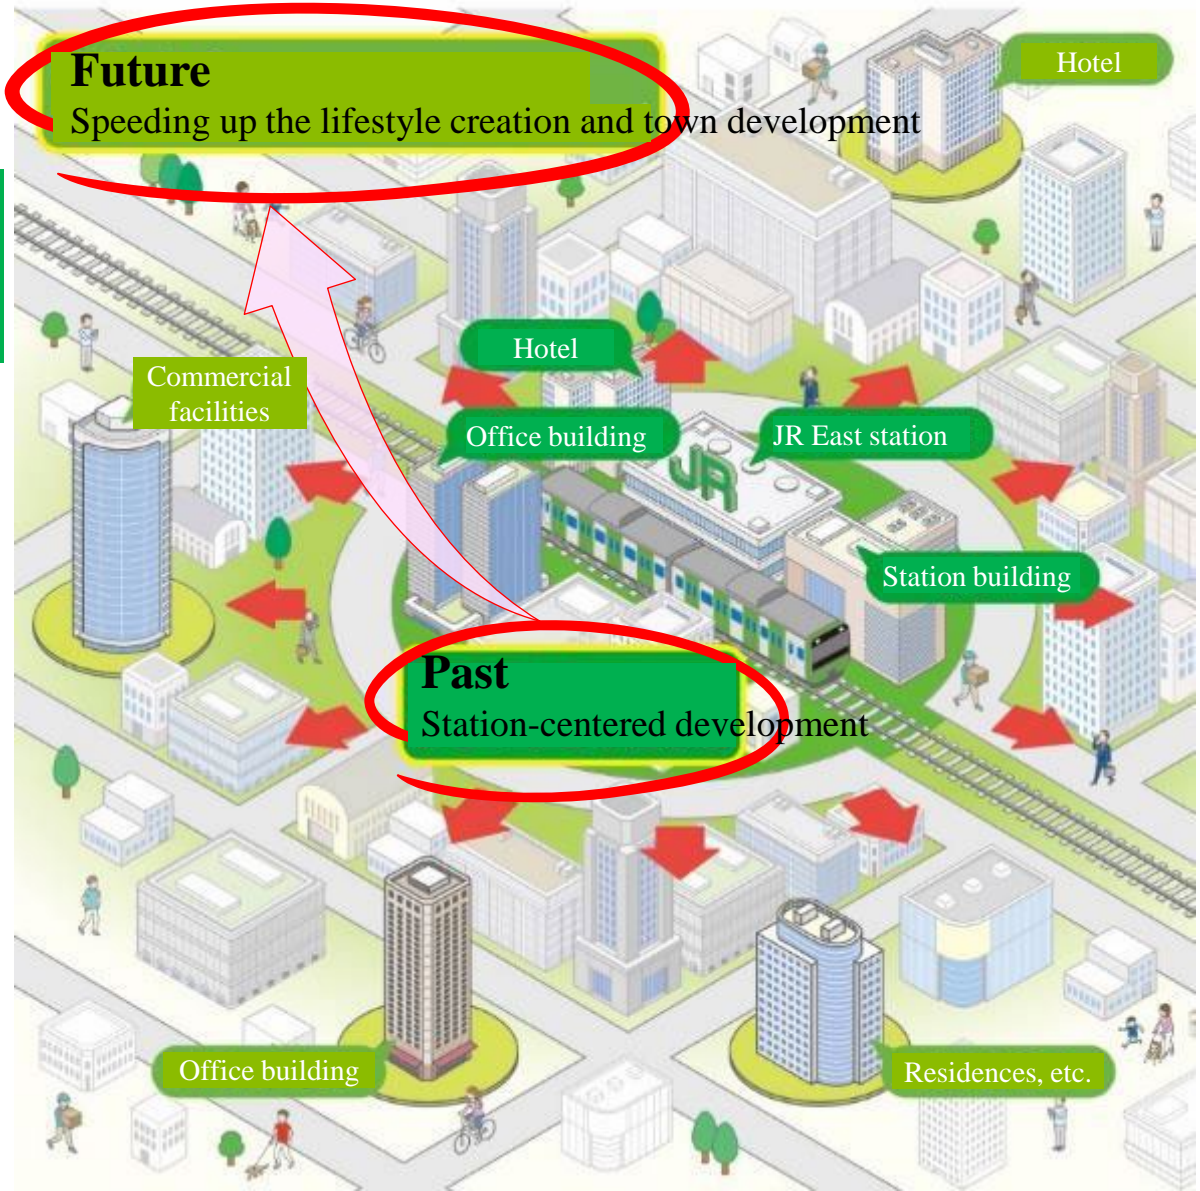 Future
Speeding up the lifestyle creation and town development
Hotel
Hotel
Commercial
facilities
Office building
JR East station
JR
Station building
Past
Station-centered development
Office building
Residences, etc.